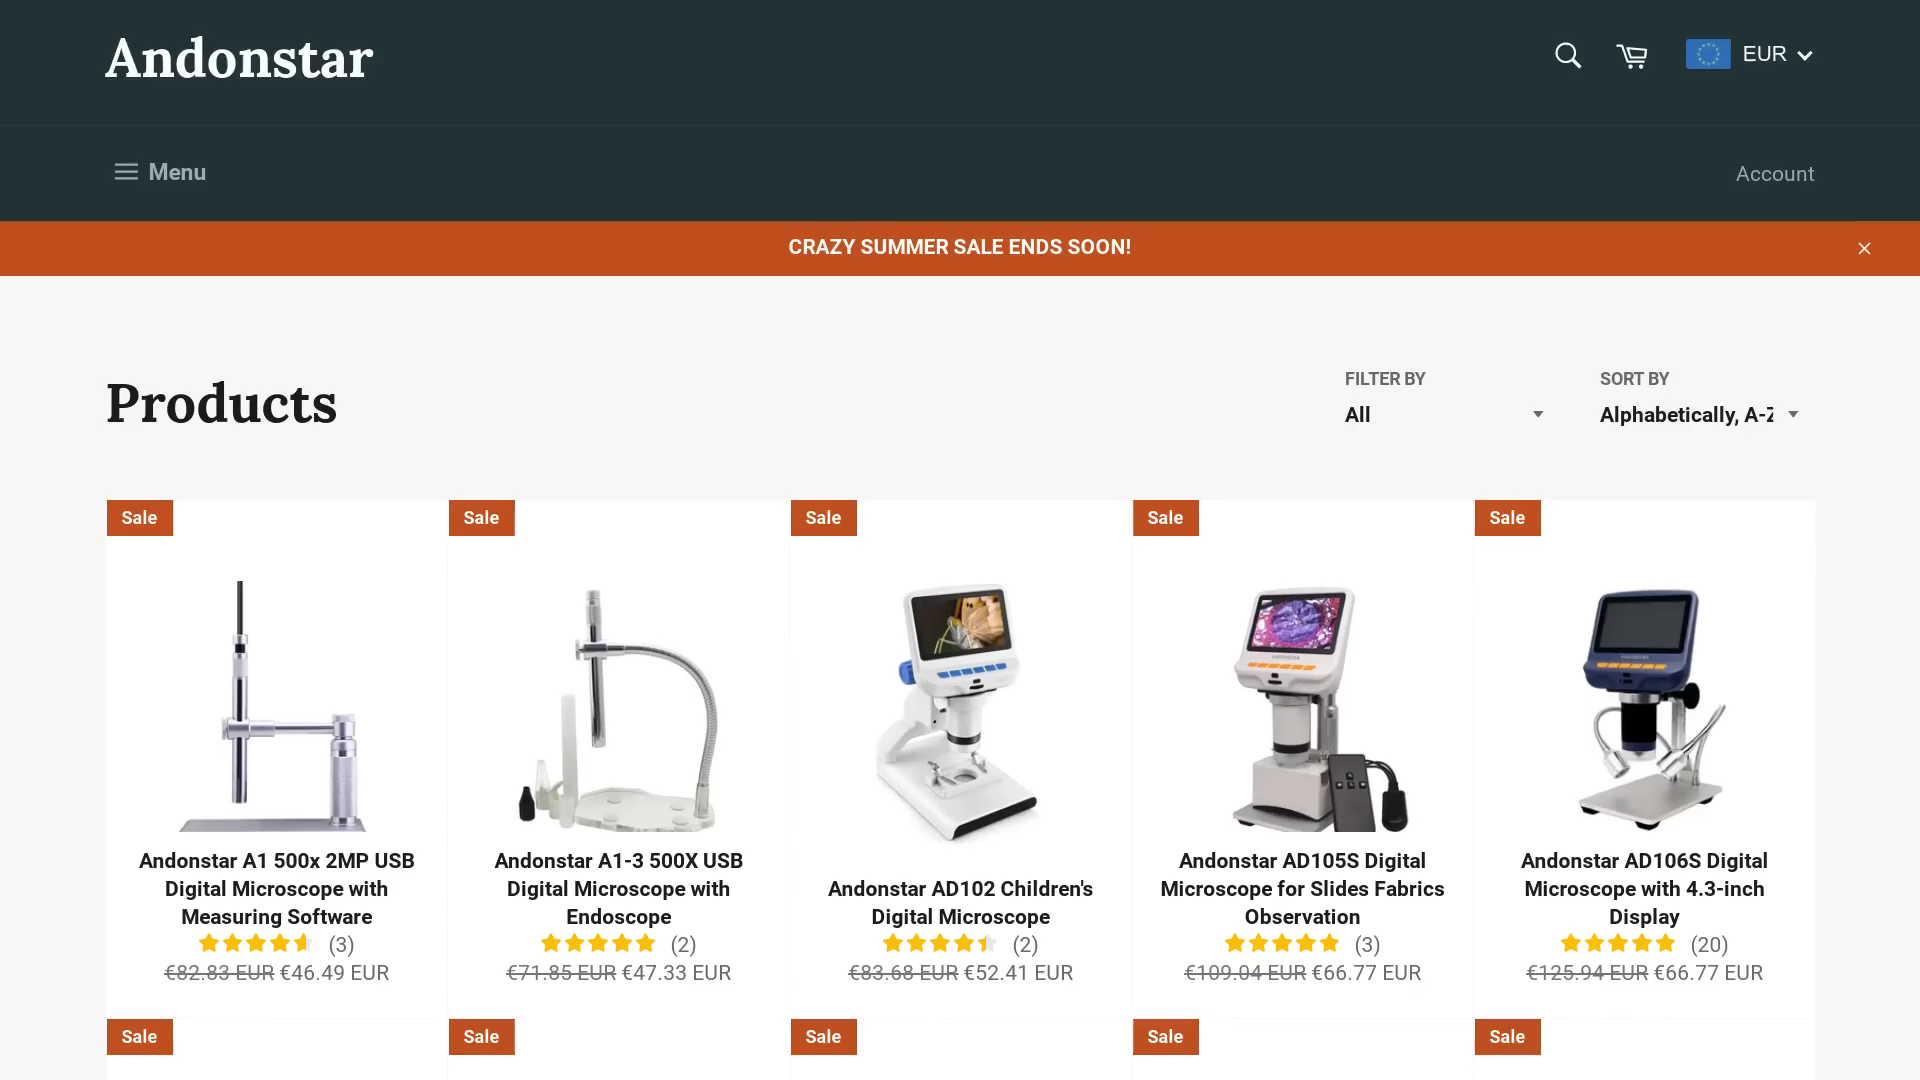 Andonstar
EUR
Menu
Account
CRAZY SUMMER SALE ENDS SOON!
Products
FILTER BY
All
SORT BY
Alphabetically, A-Z
Sale
Sale
Sale
Sale
Sale
Andonstar A1 500x 2MP USB
Digital Microscope with
Measuring Software
(3)
€82.83 EUR €46.49 EUR
Andonstar A1-3 500X USB
Digital Microscope with
Endoscope
(2)
€71.85 EUR €47.33 EUR
Andonstar AD102 Children's
Digital Microscope
(2)
€83.68 EUR €52.41 EUR
Andonstar AD105S Digital
Microscope for Slides Fabrics
Observation
(3)
€109.04 EUR €66.77 EUR
Andonstar AD106S Digital
Microscope with 4.3-inch
Display
(20)
€125.94 EUR €66.77 EUR
Sale
Sale
Sale
Sale
Sale